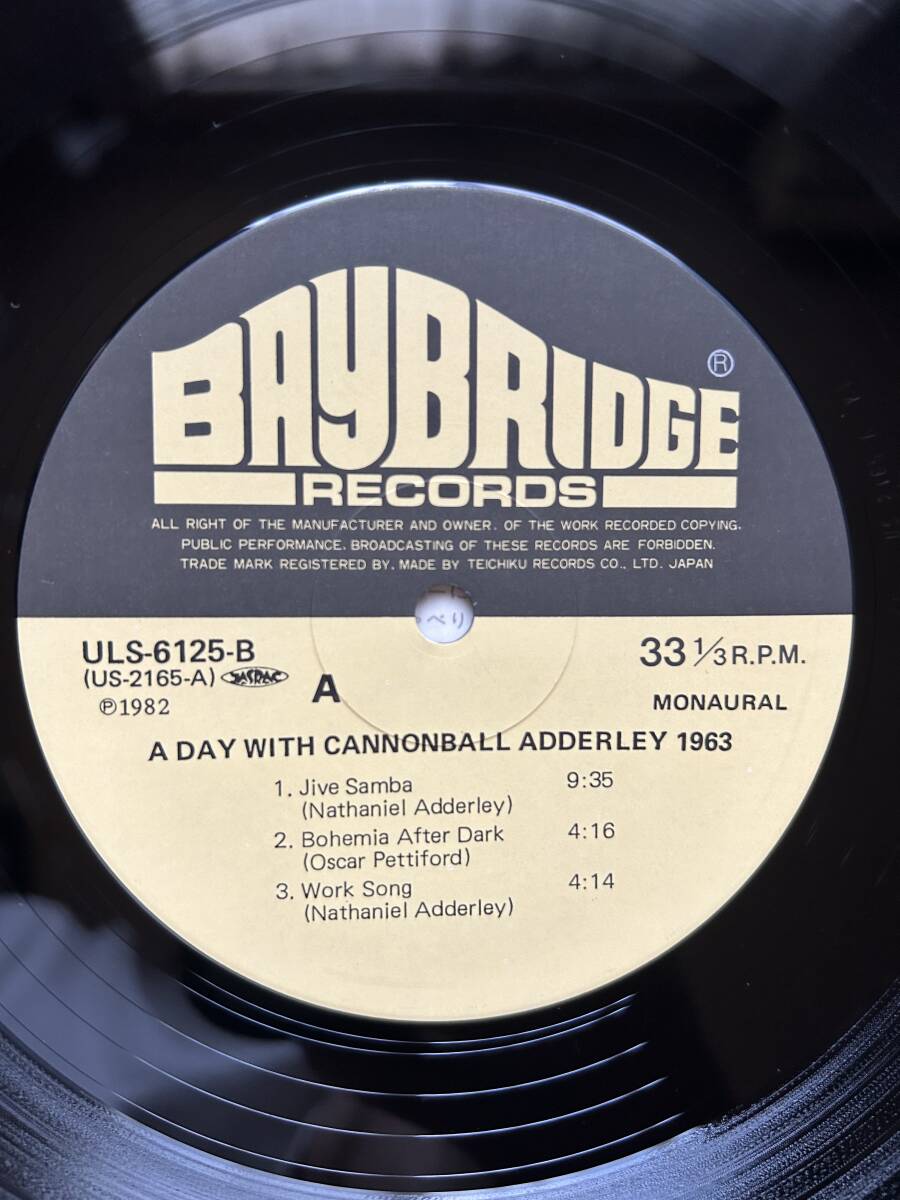 BAYBRIDGE ®
RECORDS
ALL RIGHT OF THE MANUFACTURER AND OWNER. OF THE WORK RECORDED COPYING.
PUBLIC PERFORMANCE. BROADCASTING OF THESE RECORDS ARE FORBIDDEN.
TRADE MARK REGISTERED BY. MADE BY TEICHIKU RECORDS CO., LTD. JAPAN
ULS-6125-B
(US-2165-A) JASRAC
℗1982
A
33 1/3 R.P.M.
MONAURAL
A DAY WITH CANNONBALL ADDERLEY 1963
1. Jive Samba 9:35
(Nathaniel Adderley)
2. Bohemia After Dark 4:16
(Oscar Pettiford)
3. Work Song 4:14
(Nathaniel Adderley)